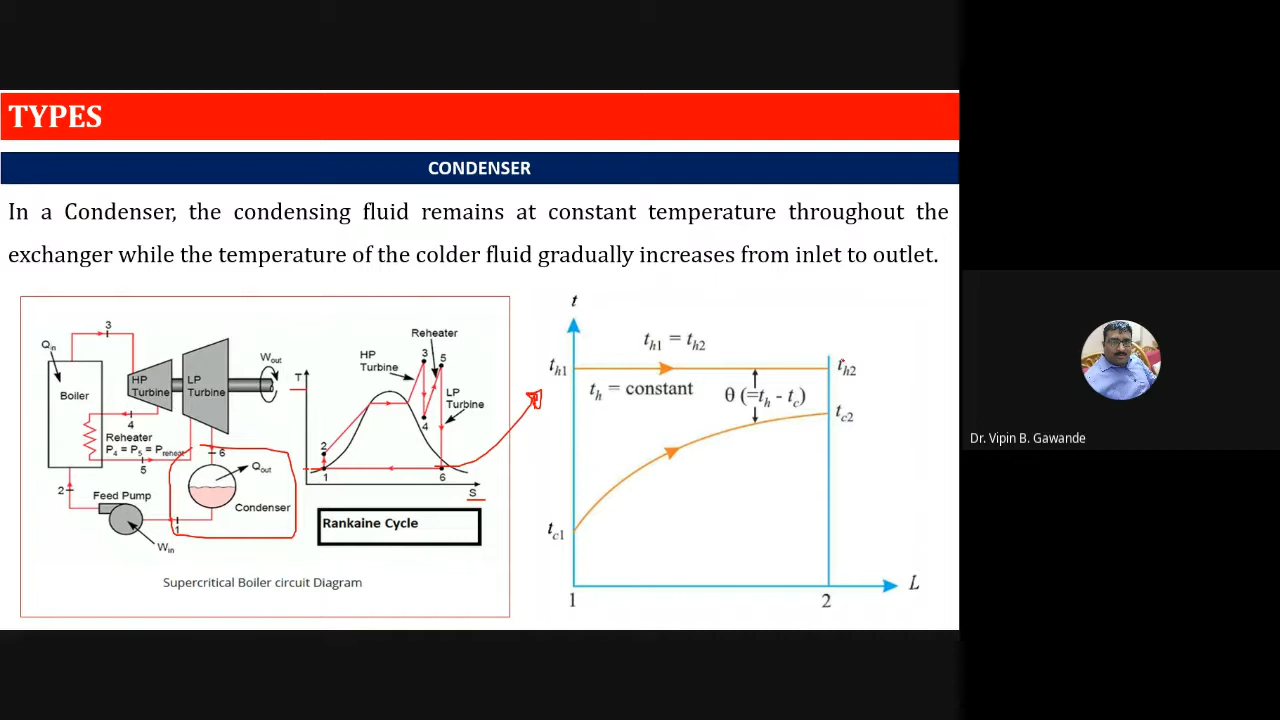 TYPES
CONDENSER
In a Condenser, the condensing fluid remains at constant temperature throughout the
exchanger while the temperature of the colder fluid gradually increases from inlet to outlet.
3
Qin
Boiler
HP
Turbine
LP
Turbine
Wout
4
Reheater
P4 = P5 = Preheat
5
6
Qout
2
Feed Pump
Condenser
1
Win
T
HP
Turbine
Reheater
3
5
LP
Turbine
4
2
1
6
S
Rankaine Cycle
Supercritical Boiler circuit Diagram
t
th1 = th2
th1
th2
th = constant
θ (=th - tc)
tc2
tc1
L
1
2
Dr. Vipin B. Gawande